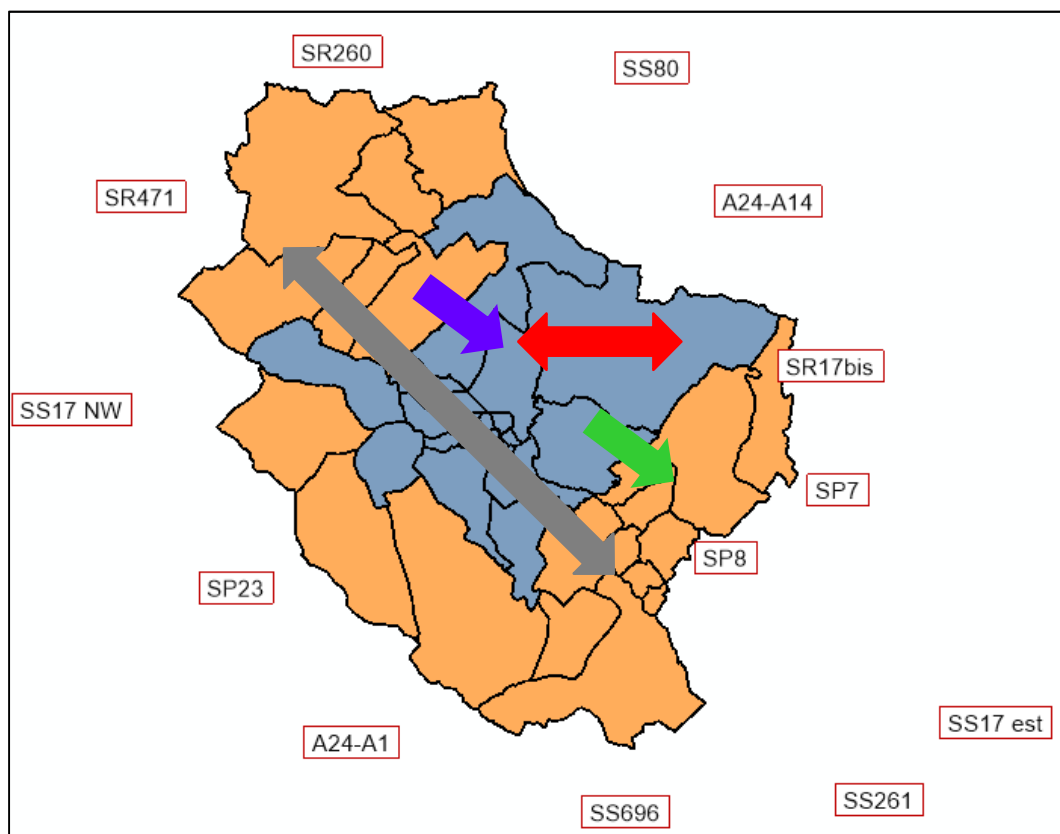 SR260
SS80
SR471
A24-A14
SR17bis
SS17 NW
SP7
SP8
SP23
SS17 est
A24-A1
SS261
SS696